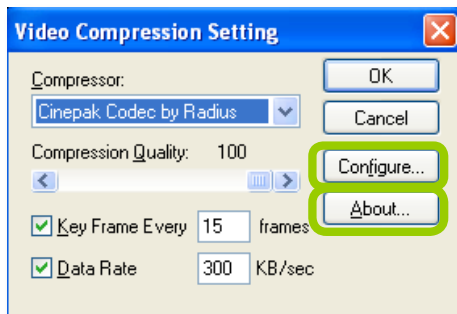 Video Compression Setting
Compressor:
OK
Cinepak Codec by Radius
Cancel
Compression Quality: 100
Configure...
About...
Key Frame Every 15 frames
Data Rate 300 KB/sec